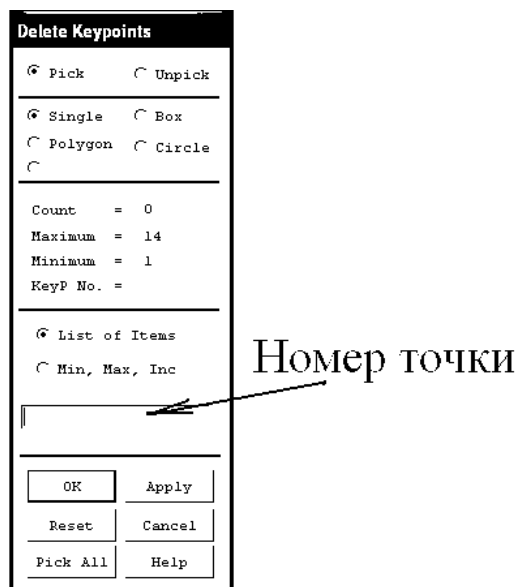 Delete Keypoints
Pick Unpick
Single Box
Polygon Circle
Count = 0
Maximum = 14
Minimum = 1
KeyP No. =
List of Items
Min, Max, Inc
Номер точки
OK Apply
Reset Cancel
Pick All Help